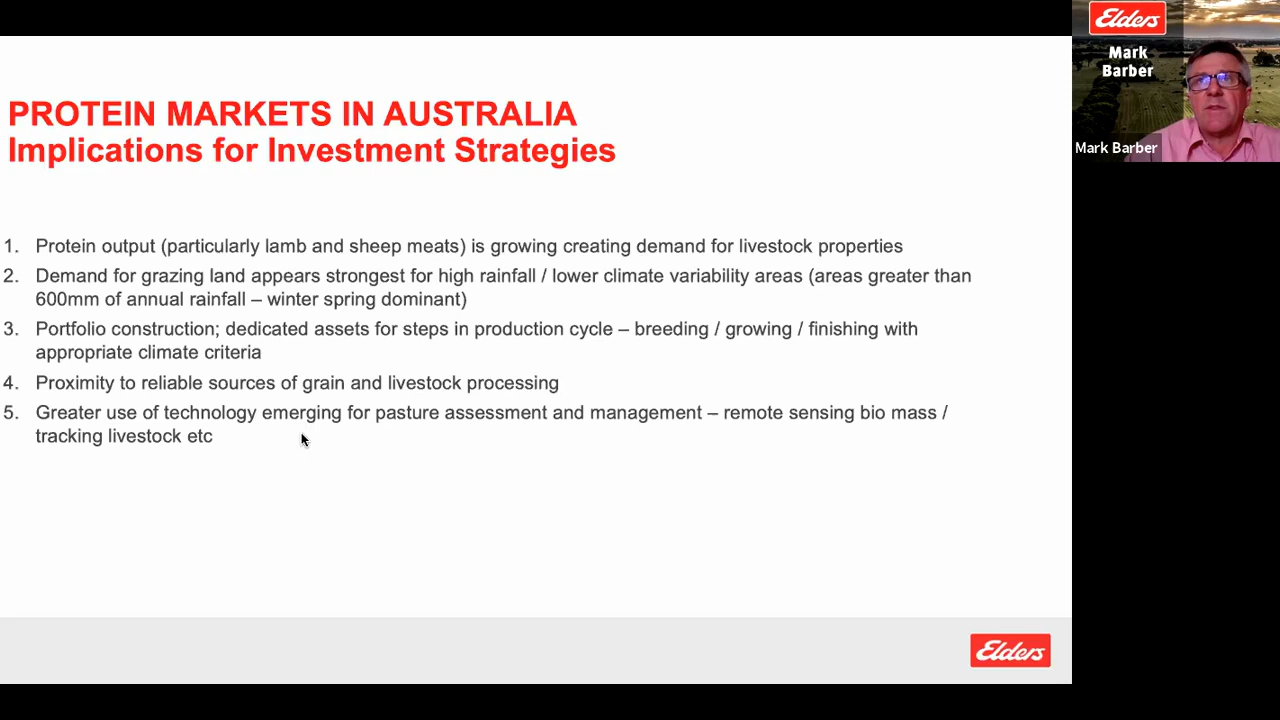 PROTEIN MARKETS IN AUSTRALIA
Implications for Investment Strategies
1. Protein output (particularly lamb and sheep meats) is growing creating demand for livestock properties
2. Demand for grazing land appears strongest for high rainfall / lower climate variability areas (areas greater than
600mm of annual rainfall – winter spring dominant)
3. Portfolio construction; dedicated assets for steps in production cycle – breeding / growing / finishing with
appropriate climate criteria
4. Proximity to reliable sources of grain and livestock processing
5. Greater use of technology emerging for pasture assessment and management – remote sensing bio mass /
tracking livestock etc
Elders
Elders
Mark
Barber
Mark Barber